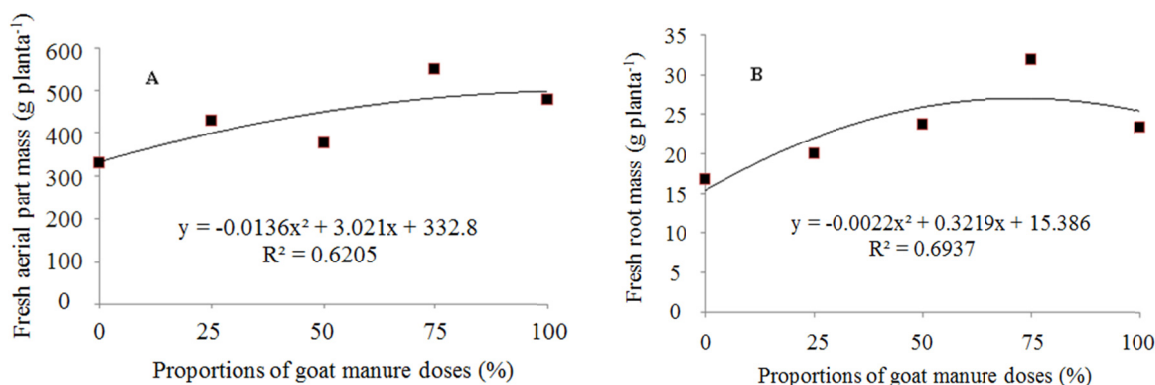 Fresh aerial part mass (g planta⁻¹)
600
500
400
300
200
100
0
A
y = -0.0136x² + 3.021x + 332.8
R² = 0.6205
0 25 50 75 100
Proportions of goat manure doses (%)
Fresh root mass (g planta⁻¹)
35
30
25
20
15
10
5
0
B
y = -0.0022x² + 0.3219x + 15.386
R² = 0.6937
0 25 50 75 100
Proportions of goat manure doses (%)